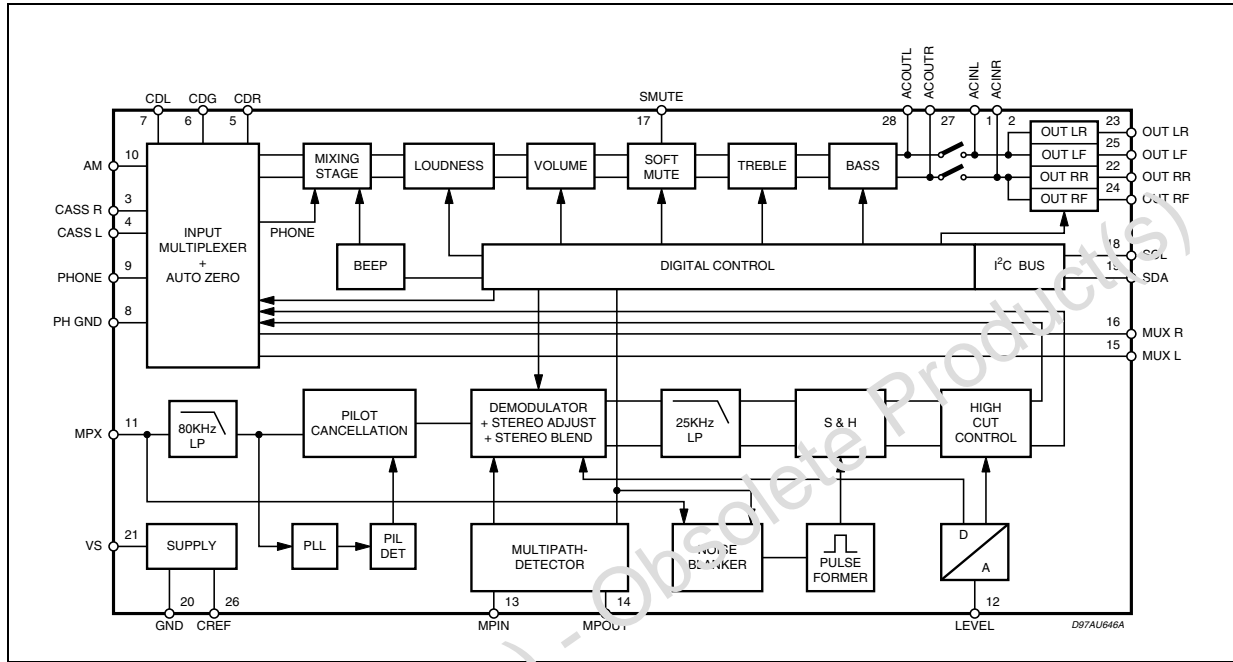 ACOUTL
ACOUTR
ACINL
ACINR
CDL CDG CDR
SMUTE
7 6 5
17
28 27 1 2
23
OUT LR OUT LR
25
OUT LF OUT LF
22
OUT RR OUT RR
24
OUT RF OUT RF
10
AM
MIXING
STAGE
LOUDNESS
VOLUME
SOFT
MUTE
TREBLE
BASS
3
CASS R
4
CASS L
INPUT
MULTIPLEXER
+
AUTO ZERO
PHONE
9
PHONE
BEEP
DIGITAL CONTROL
I²C BUS
18
SCL
19
SDA
8
PH GND
16
MUX R
15
MUX L
11
MPX
80KHz
LP
PILOT
CANCELLATION
DEMODULATOR
+ STEREO ADJUST
+ STEREO BLEND
25KHz
LP
S & H
HIGH
CUT
CONTROL
21
VS
SUPPLY
PLL
PIL
DET
MULTIPATH-
DETECTOR
NOISE
BLANKER
PULSE
FORMER
D
A
20 26
13 14
12
GND CREF
MPIN MPOUT
LEVEL
D97AU646A
) - Obsolete Product(s)